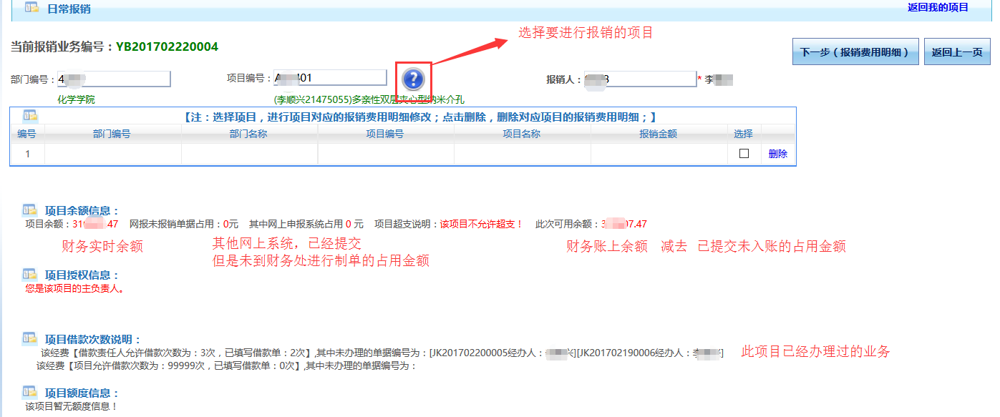 日常报销
返回我的项目
选择要进行报销的项目
当前报销业务编号：YB201702220004
下一步（报销费用明细）
返回上一页
部门编号：4
项目编号：A 401
报销人： 3 * 李
化学学院
(李顺兴21475055)多亲性双层夹心型纳米介孔
【注：选择项目，进行项目对应的报销费用明细修改；点击删除，删除对应项目的报销费用明细；】
编号 部门编号 部门名称 项目编号 项目名称 报销金额 选择
1 删除
项目余额信息：
项目余额：31 .47 网报未报销单据占用：0元 其中网上申报系统占用 0 元 项目超支说明：该项目不允许超支！ 此次可用余额：3 07.47
财务实时余额
其他网上系统，已经提交
但是未到财务处进行制单的占用金额
财务账上余额 减去 已提交未入账的占用金额
项目授权信息：
您是该项目的主负责人。
项目借款次数说明：
该经费【借款责任人允许借款次数为：3次，已填写借款单：2次】,其中未办理的单据编号为：[JK201702200005经办人： 兴][JK201702190006经办人：李 ]
此项目已经办理过的业务
该经费【项目允许借款次数为：99999次，已填写借款单：0次】,其中未办理的单据编号为：
项目额度信息：
该项目暂无额度信息！